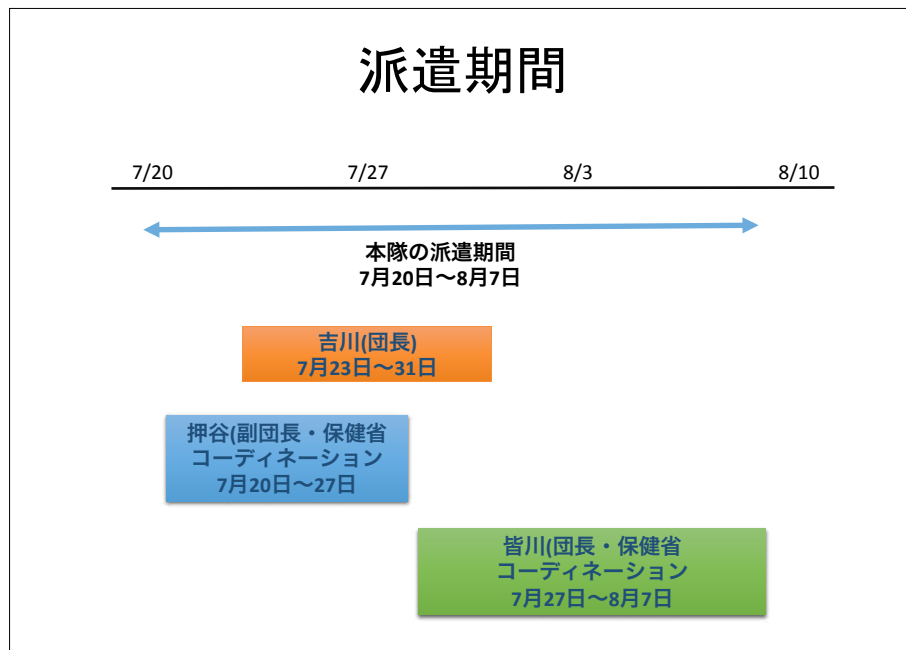 派遣期間
7/20 7/27 8/3 8/10
本隊の派遣期間
7月20日〜8月7日
吉川(団長)
7月23日〜31日
押谷(副団長・保健省
コーディネーション
7月20日〜27日
皆川(団長・保健省
コーディネーション
7月27日〜8月7日